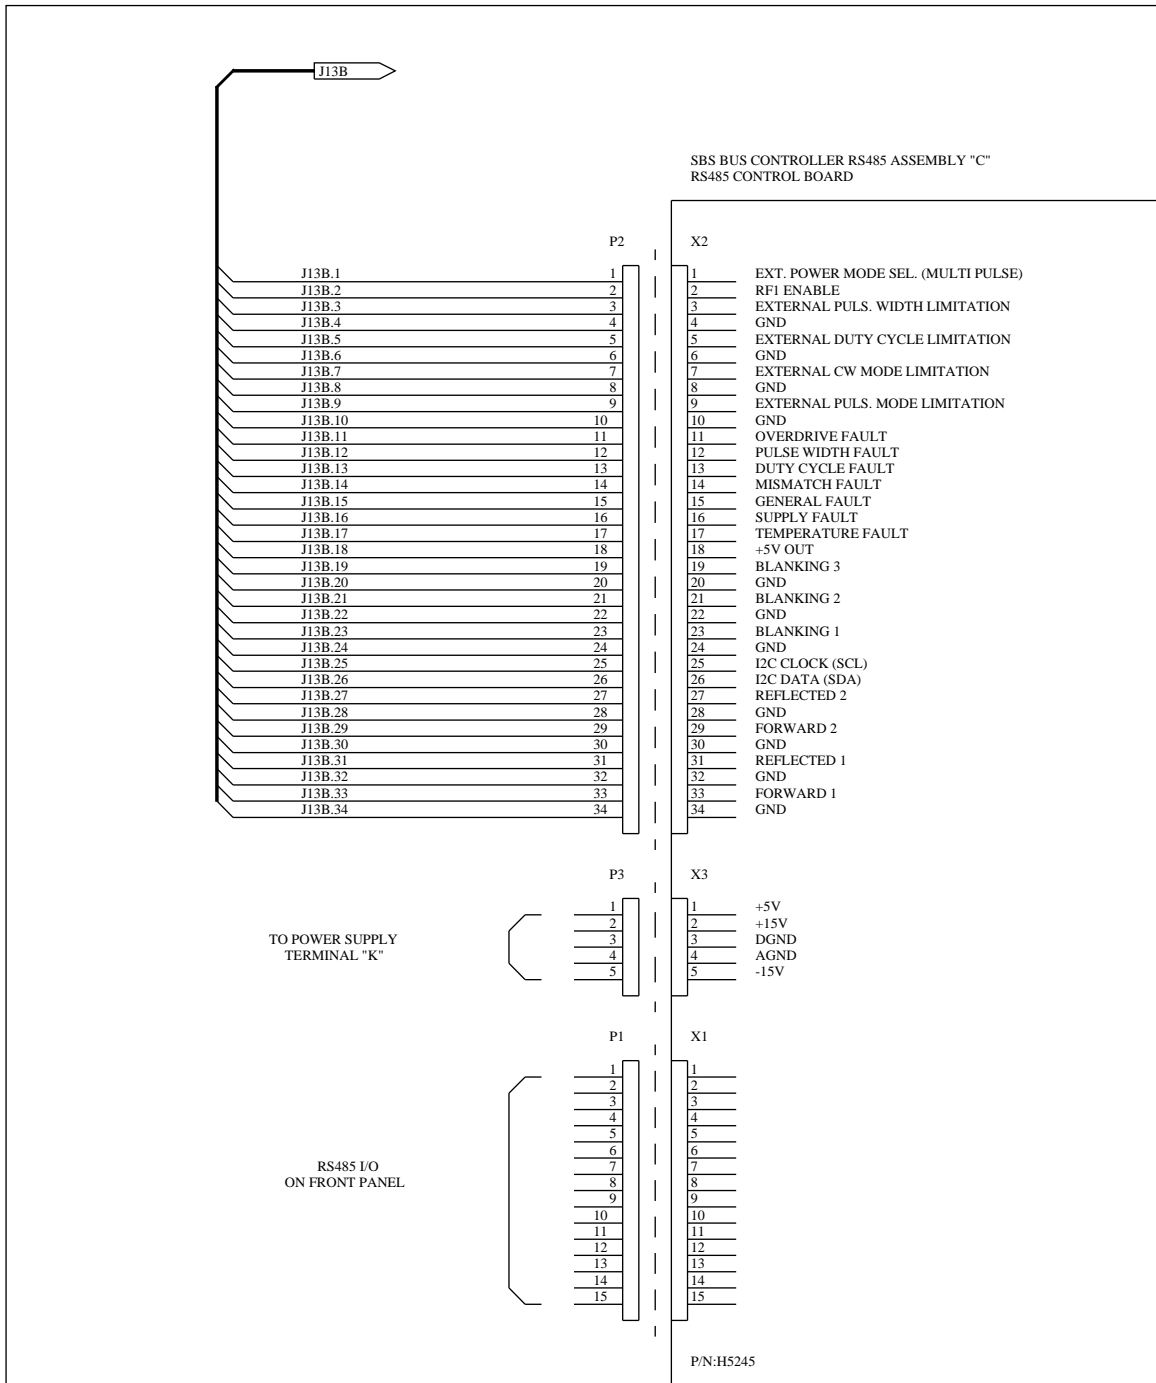 J13B
SBS BUS CONTROLLER RS485 ASSEMBLY "C"
RS485 CONTROL BOARD
P2 X2
J13B.1 1 1 EXT. POWER MODE SEL. (MULTI PULSE)
J13B.2 2 2 RF1 ENABLE
J13B.3 3 3 EXTERNAL PULS. WIDTH LIMITATION
J13B.4 4 4 GND
J13B.5 5 5 EXTERNAL DUTY CYCLE LIMITATION
J13B.6 6 6 GND
J13B.7 7 7 EXTERNAL CW MODE LIMITATION
J13B.8 8 8 GND
J13B.9 9 9 EXTERNAL PULS. MODE LIMITATION
J13B.10 10 10 GND
J13B.11 11 11 OVERDRIVE FAULT
J13B.12 12 12 PULSE WIDTH FAULT
J13B.13 13 13 DUTY CYCLE FAULT
J13B.14 14 14 MISMATCH FAULT
J13B.15 15 15 GENERAL FAULT
J13B.16 16 16 SUPPLY FAULT
J13B.17 17 17 TEMPERATURE FAULT
J13B.18 18 18 +5V OUT
J13B.19 19 19 BLANKING 3
J13B.20 20 20 GND
J13B.21 21 21 BLANKING 2
J13B.22 22 22 GND
J13B.23 23 23 BLANKING 1
J13B.24 24 24 GND
J13B.25 25 25 I2C CLOCK (SCL)
J13B.26 26 26 I2C DATA (SDA)
J13B.27 27 27 REFLECTED 2
J13B.28 28 28 GND
J13B.29 29 29 FORWARD 2
J13B.30 30 30 GND
J13B.31 31 31 REFLECTED 1
J13B.32 32 32 GND
J13B.33 33 33 FORWARD 1
J13B.34 34 34 GND
P3 X3
1 1 +5V
2 2 +15V
TO POWER SUPPLY 3 3 DGND
TERMINAL "K" 4 4 AGND
5 5 -15V
P1 X1
1 1
2 2
3 3
4 4
5 5
6 6
RS485 I/O 7 7
ON FRONT PANEL 8 8
9 9
10 10
11 11
12 12
13 13
14 14
15 15
P/N:H5245